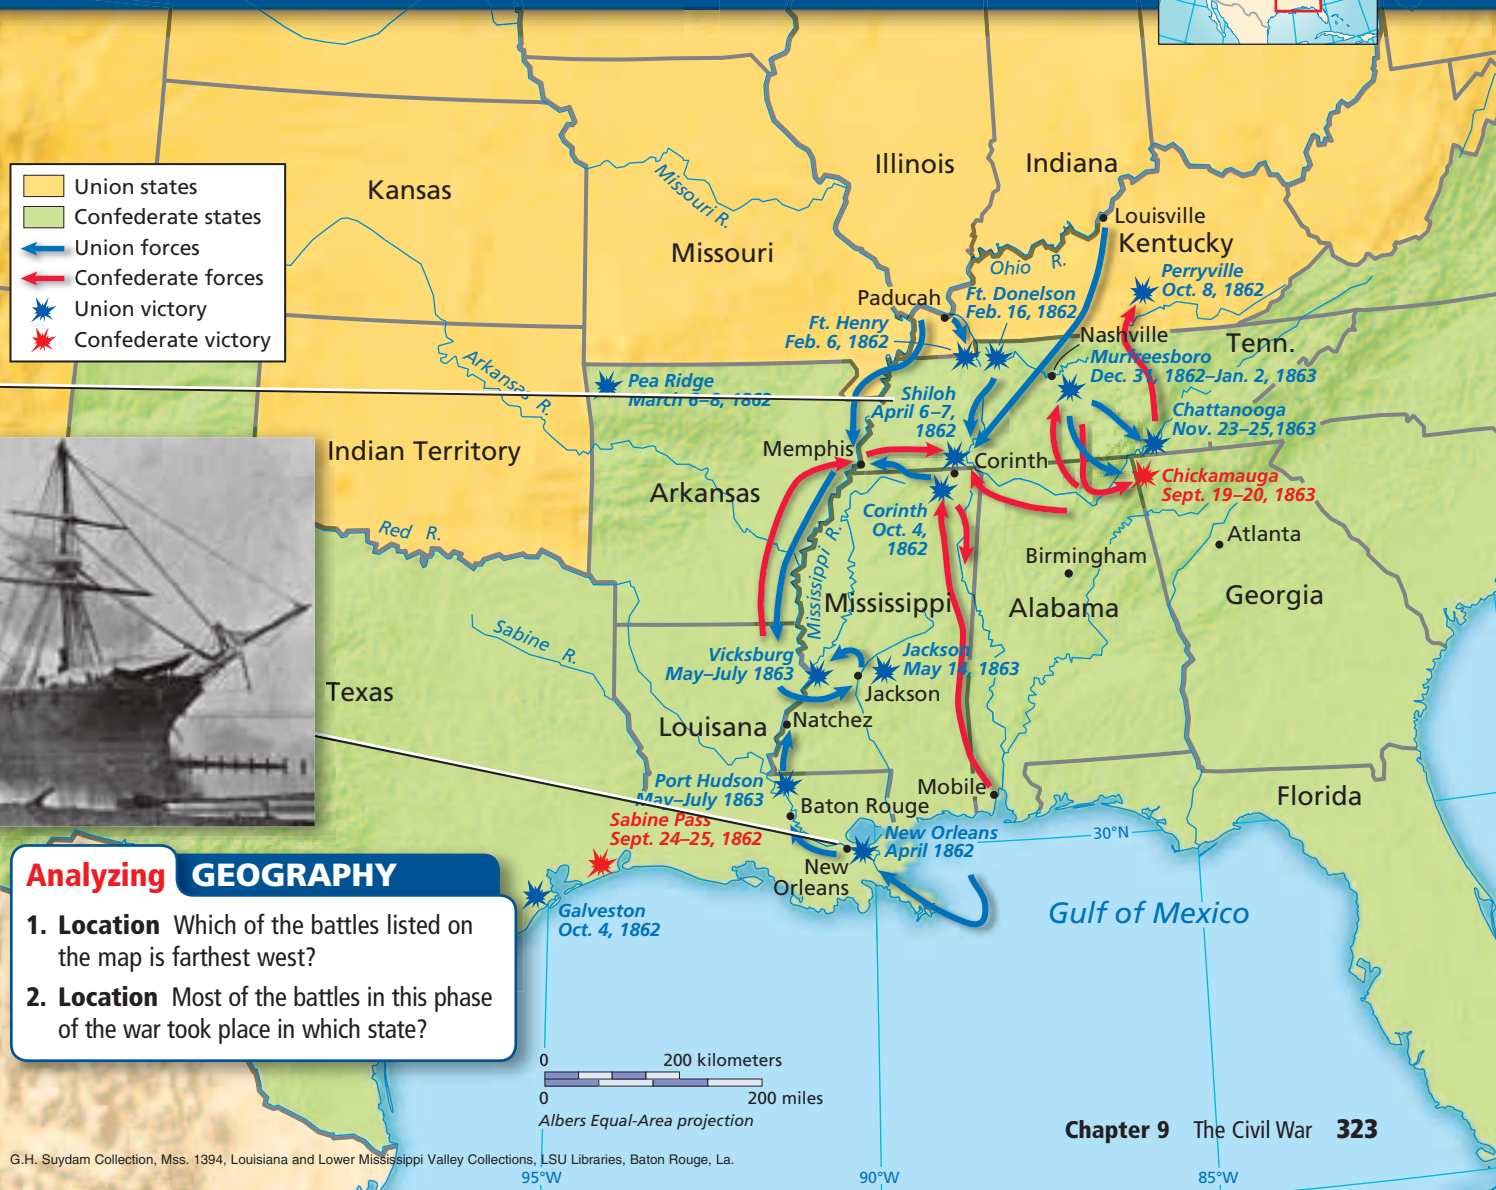 Union states
Confederate states
Union forces
Confederate forces
Union victory
Confederate victory
Kansas
Missouri R.
Missouri
Illinois
Indiana
Louisville
Kentucky
Ohio R.
Perryville
Oct. 8, 1862
Paducah
Ft. Donelson
Feb. 16, 1862
Ft. Henry
Feb. 6, 1862
Nashville
Tenn.
Murfreesboro
Dec. 31, 1862–Jan. 2, 1863
Arkansas R.
Pea Ridge
March 6–8, 1862
Shiloh
April 6–7,
1862
Chattanooga
Nov. 23–25,1863
Indian Territory
Memphis
Corinth
Chickamauga
Sept. 19–20, 1863
Arkansas
Corinth
Oct. 4,
1862
Red R.
Mississippi R.
Atlanta
Birmingham
Mississippi
Alabama
Georgia
Sabine R.
Vicksburg
May–July 1863
Jackson
May 14, 1863
Jackson
Texas
Louisana
Natchez
Port Hudson
May–July 1863
Baton Rouge
Mobile
Florida
Sabine Pass
Sept. 24–25, 1862
New Orleans
April 1862
30°N
New
Orleans
Galveston
Oct. 4, 1862
Gulf of Mexico
Analyzing GEOGRAPHY
1. Location Which of the battles listed on
the map is farthest west?
2. Location Most of the battles in this phase
of the war took place in which state?
0 200 kilometers
0 200 miles
Albers Equal-Area projection
Chapter 9 The Civil War 323
G.H. Suydam Collection, Mss. 1394, Louisiana and Lower Mississippi Valley Collections, LSU Libraries, Baton Rouge, La.
95°W 90°W 85°W